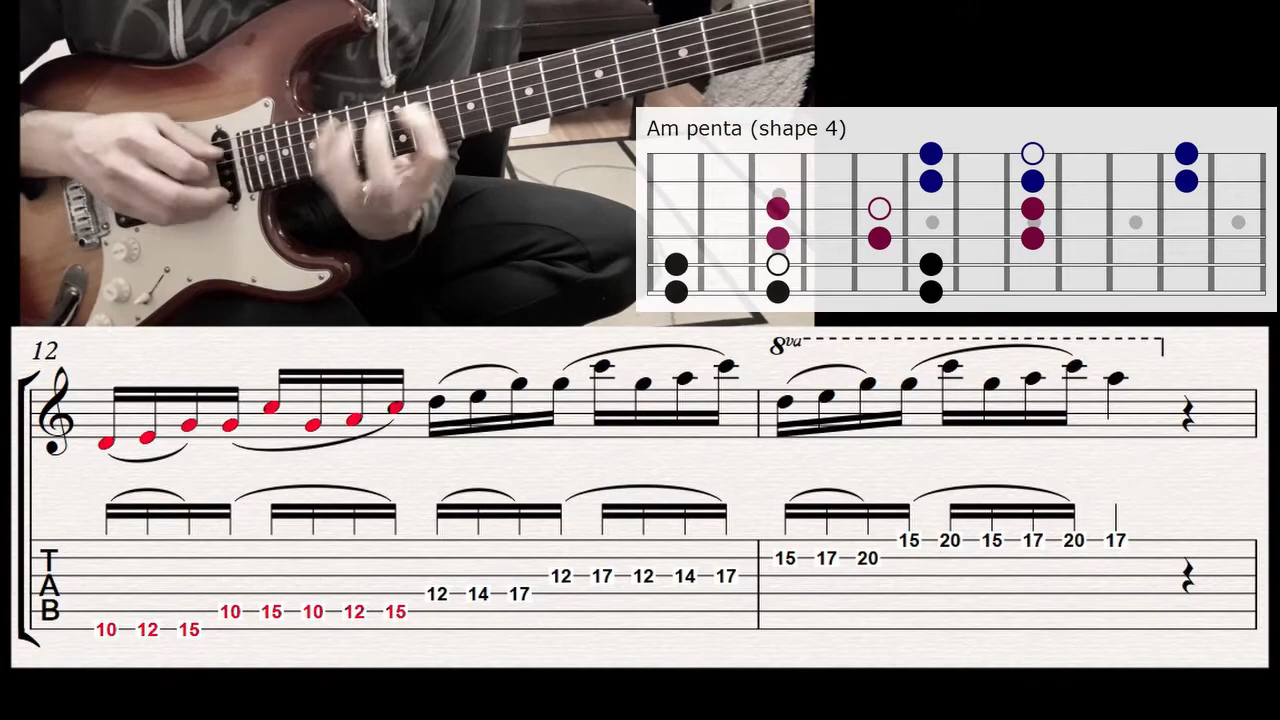 Am penta (shape 4)
12
8va
T
A
B
15 20 15 17 20 17
15 17 20
12 17 12 14 17
12 14 17
10 15 10 12 15
10 12 15